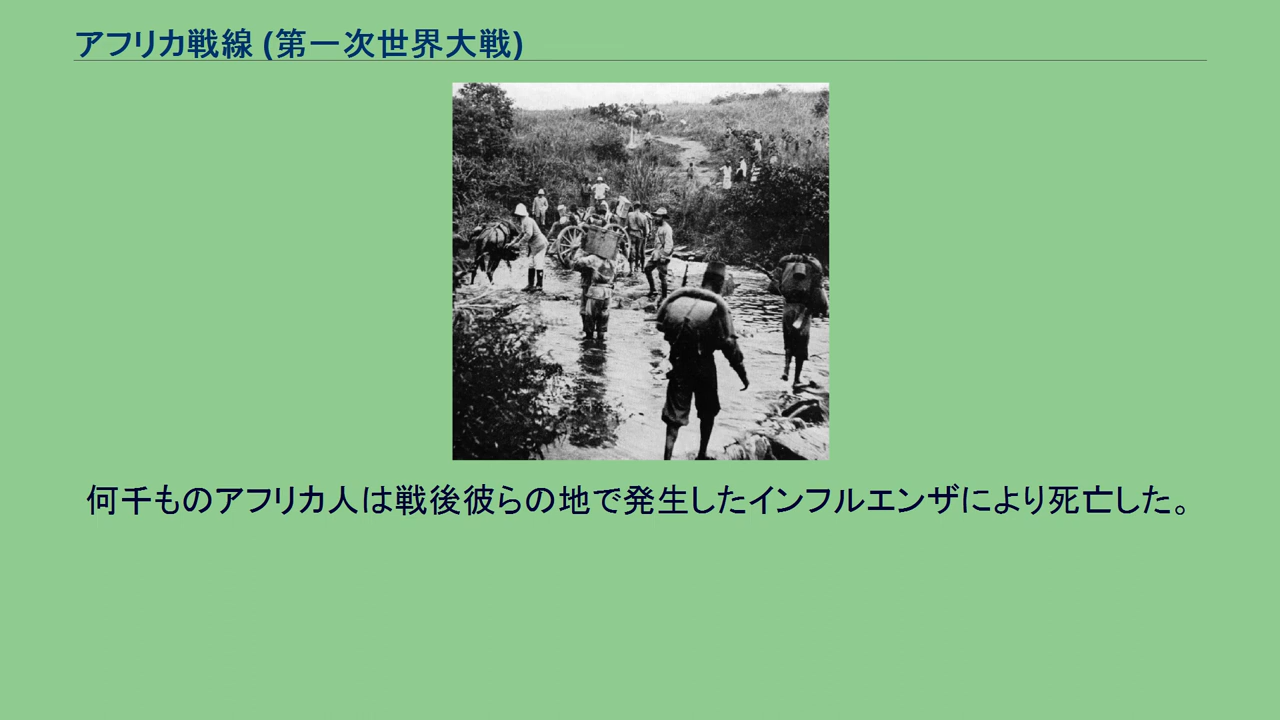 アフリカ戦線 (第一次世界大戦)
何千ものアフリカ人は戦後彼らの地で発生したインフルエンザにより死亡した。